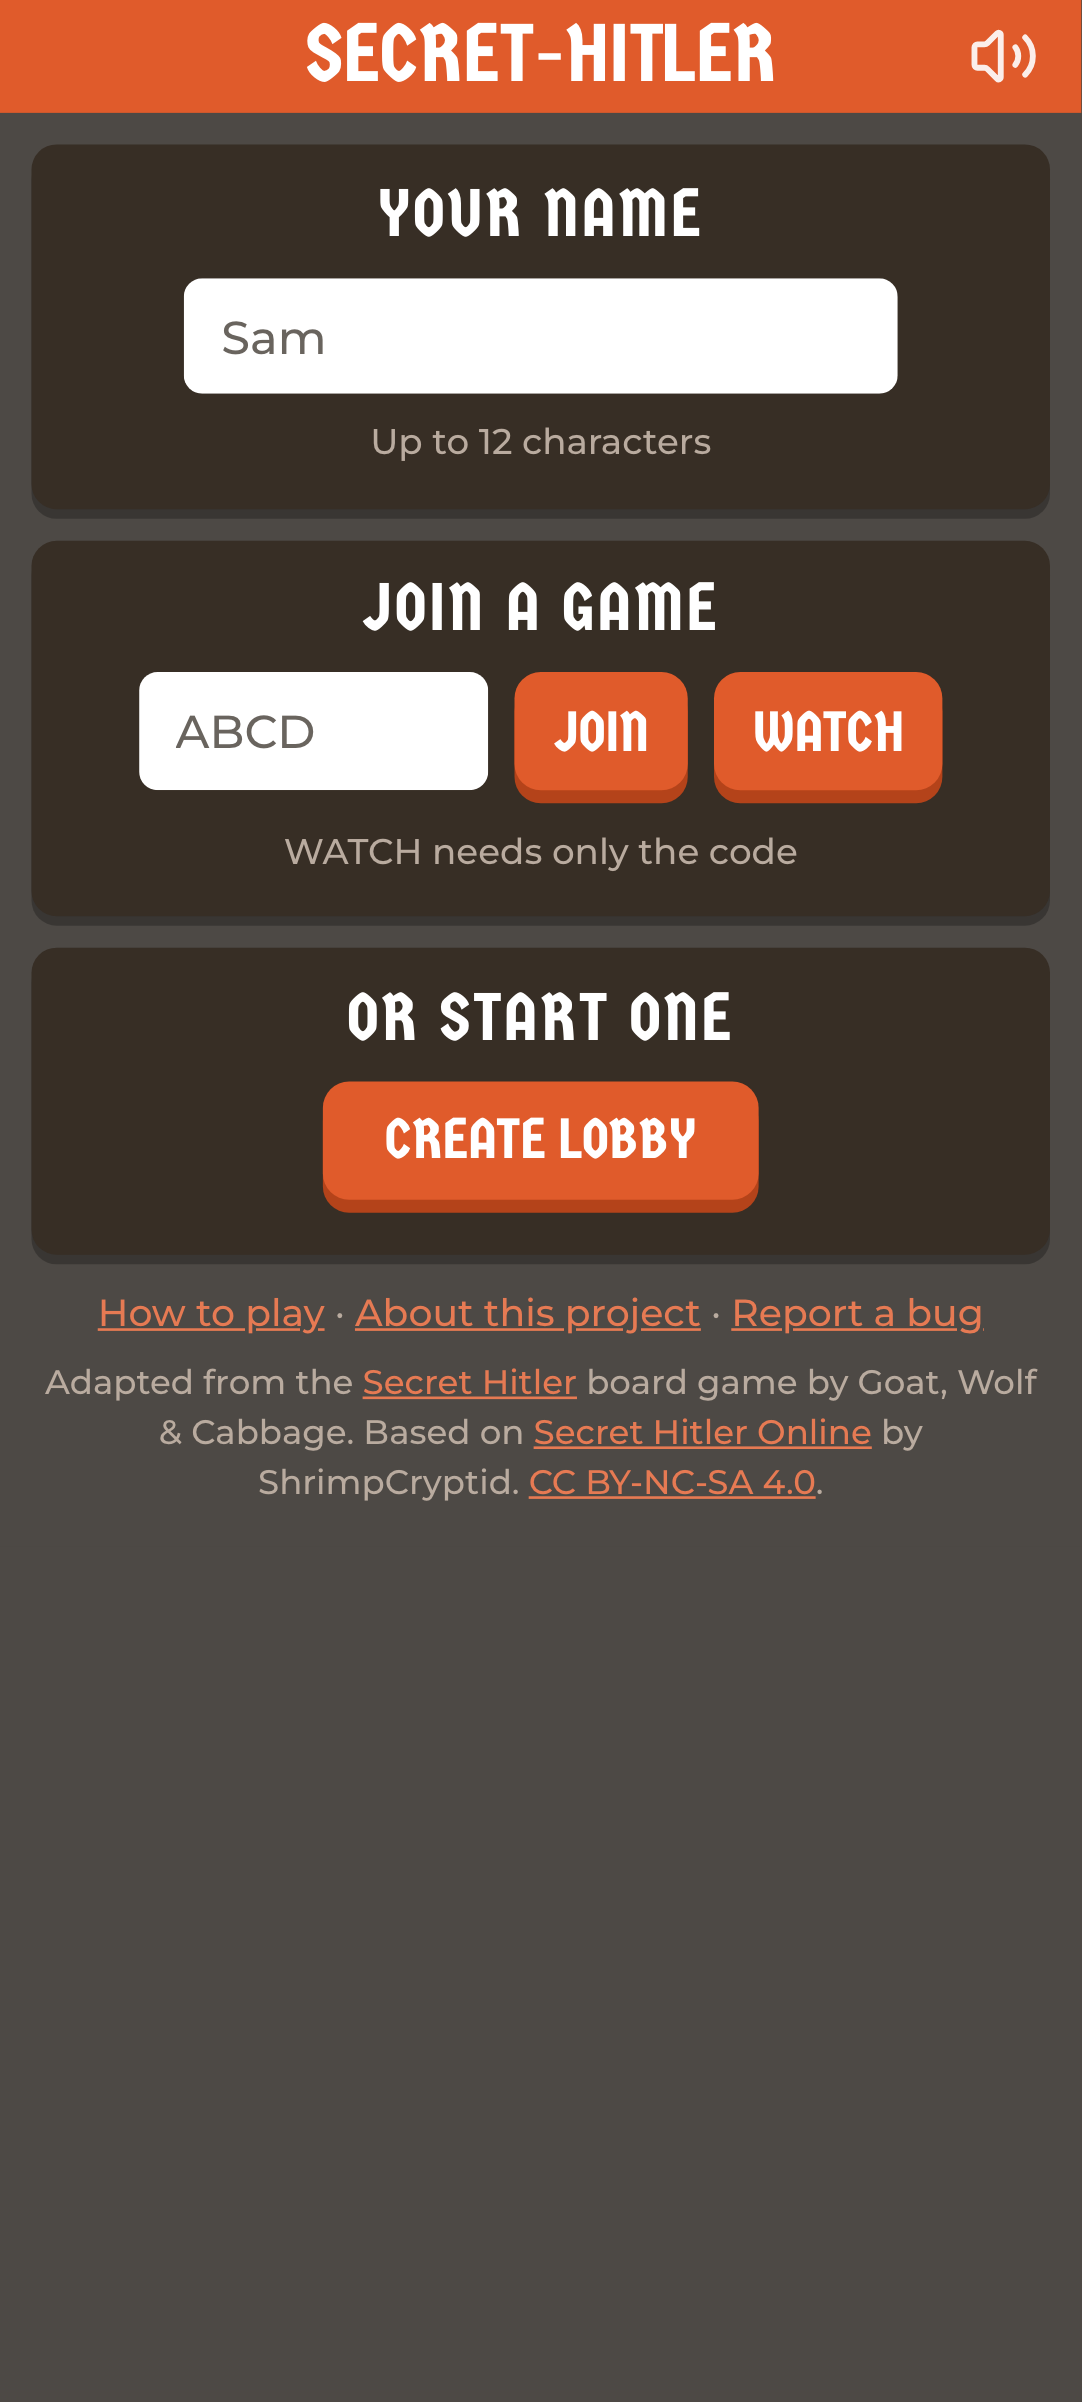 SECRET-HITLER
YOUR NAME
Sam
Up to 12 characters
JOIN A GAME
ABCD
JOIN
WATCH
WATCH needs only the code
OR START ONE
CREATE LOBBY
How to play · About this project · Report a bug
Adapted from the Secret Hitler board game by Goat, Wolf
& Cabbage. Based on Secret Hitler Online by
ShrimpCryptid. CC BY-NC-SA 4.0.